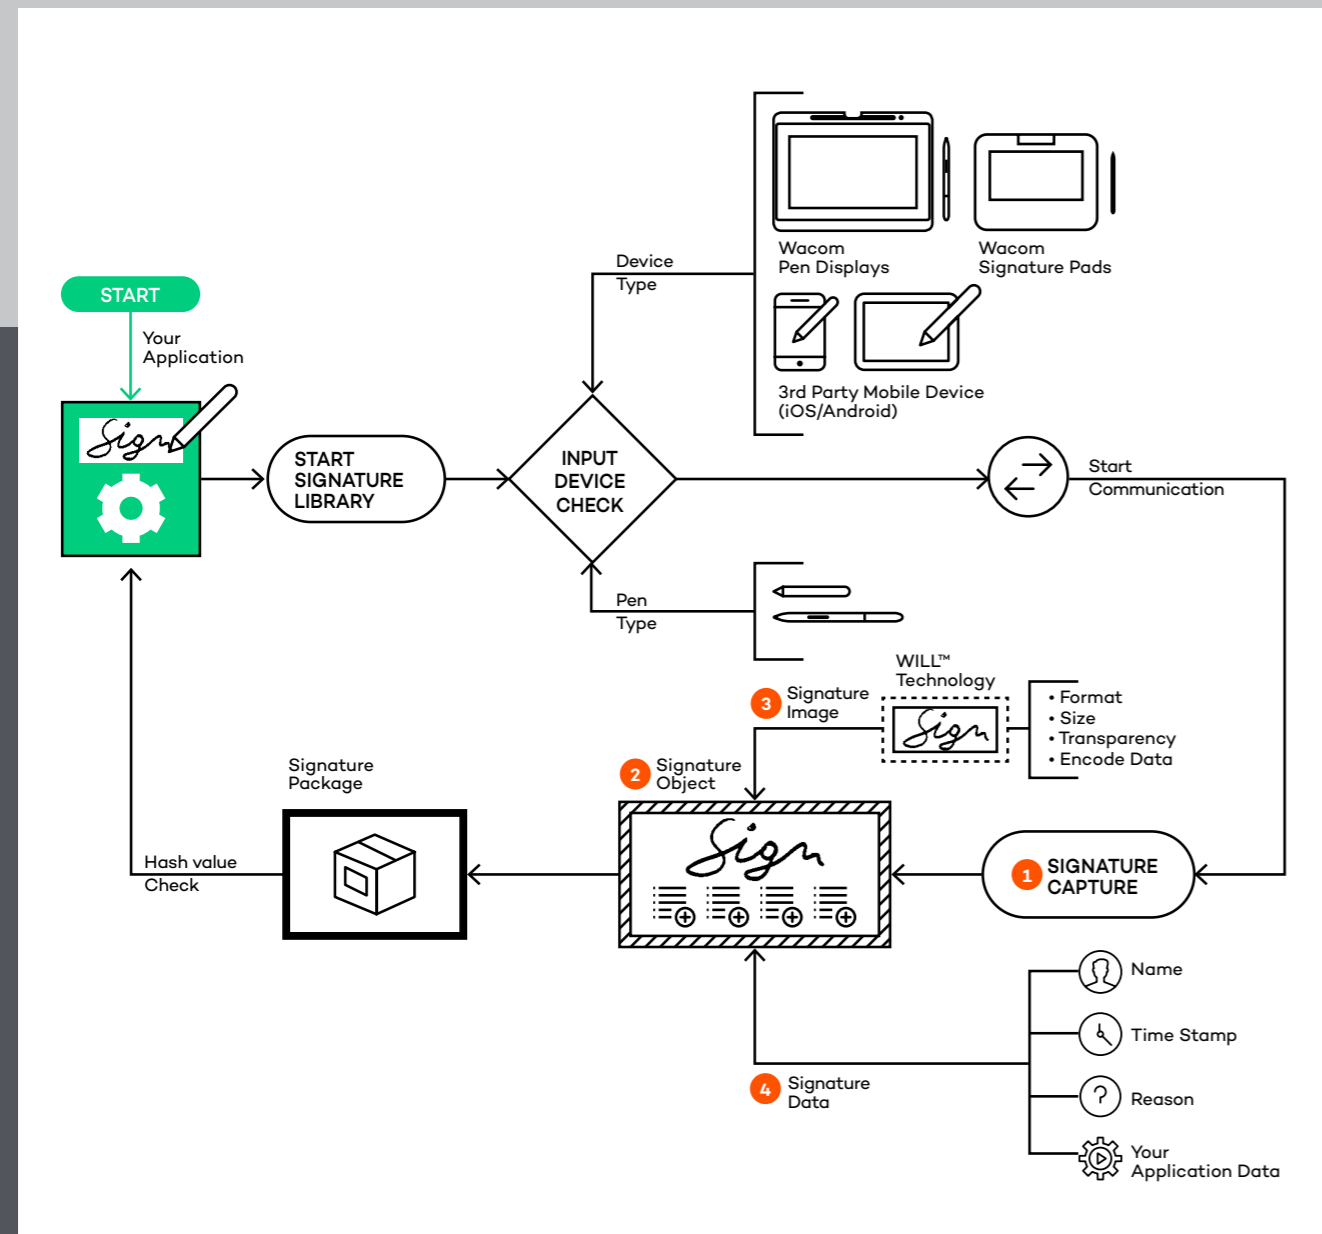 START
Your
Application
Sign
START
SIGNATURE
LIBRARY
INPUT
DEVICE
CHECK
Device
Type
Wacom
Pen Displays
Wacom
Signature Pads
3rd Party Mobile Device
(iOS/Android)
Start
Communication
Pen
Type
WILL™
Technology
3 Signature
Image
Sign
• Format
• Size
• Transparency
• Encode Data
2 Signature
Object
Sign
1 SIGNATURE
CAPTURE
Signature
Package
Hash value
Check
4 Signature
Data
Name
Time Stamp
? Reason
Your
Application Data